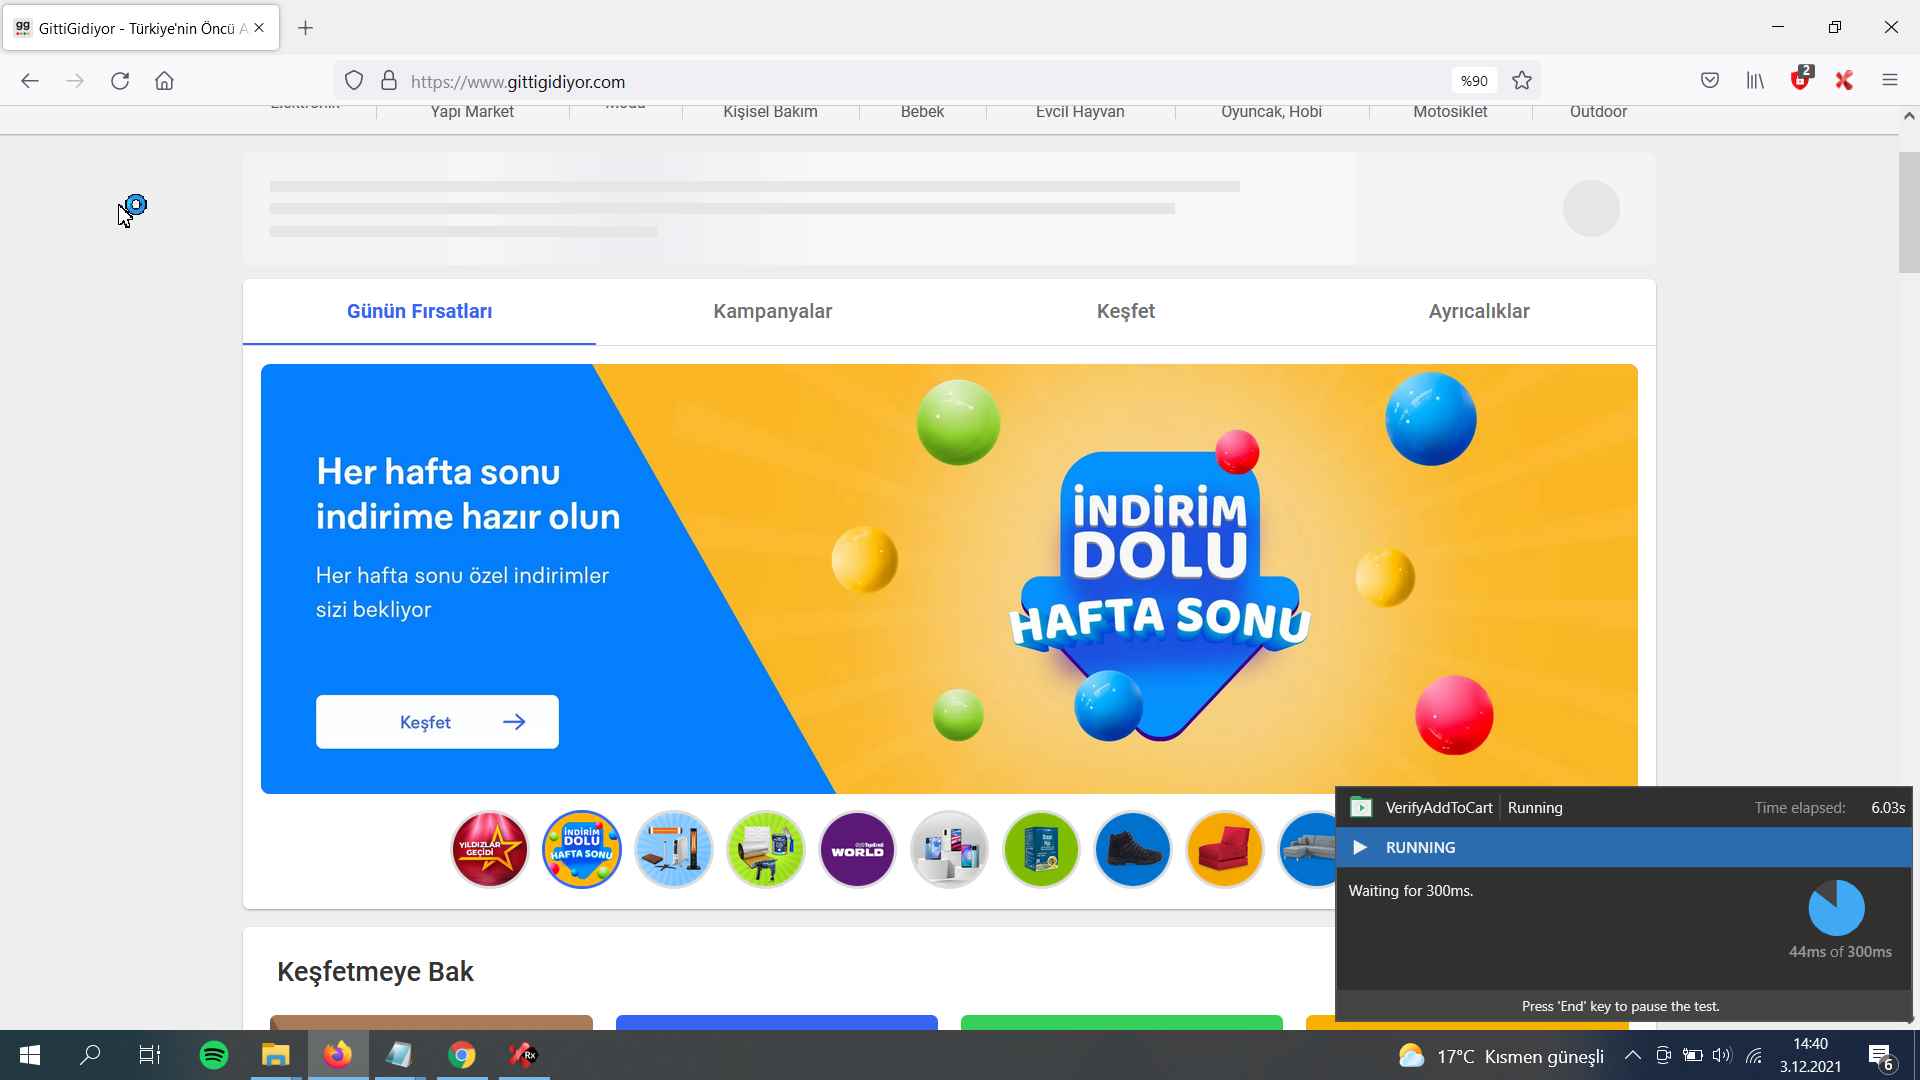 GittiGidiyor - Türkiye'nin Öncü A
https://www.gittigidiyor.com
%90
2
Elektronik
Yapı Market
Moda
Kişisel Bakım
Bebek
Evcil Hayvan
Oyuncak, Hobi
Motosiklet
Outdoor
Günün Fırsatları
Kampanyalar
Keşfet
Ayrıcalıklar
Her hafta sonu
indirime hazır olun
Her hafta sonu özel indirimler
sizi bekliyor
Keşfet
İNDİRİM
DOLU
HAFTA SONU
YILDIZLAR
GEÇİDİ
İNDİRİM
DOLU
HAFTA SONU
WORLD
Keşfetmeye Bak
VerifyAddToCart
Running
Time elapsed:
6.03s
RUNNING
Waiting for 300ms.
44ms of 300ms
Press 'End' key to pause the test.
Rx
17°C Kısmen güneşli
14:40
3.12.2021
6